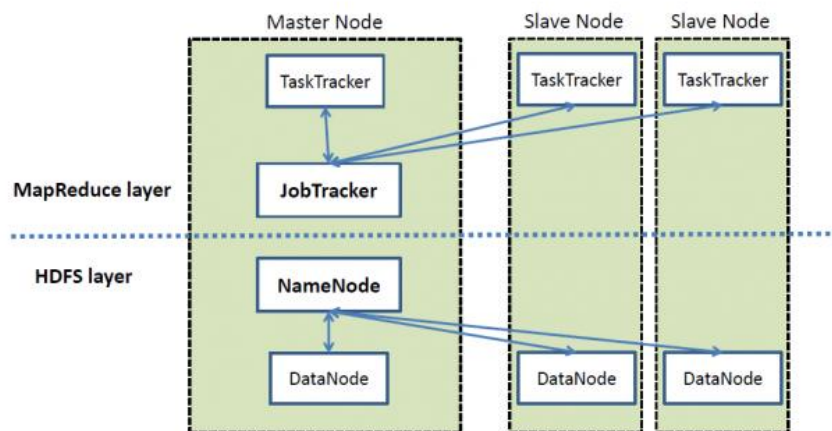 Master Node
Slave Node
Slave Node
TaskTracker
TaskTracker
TaskTracker
MapReduce layer
JobTracker
HDFS layer
NameNode
DataNode
DataNode
DataNode